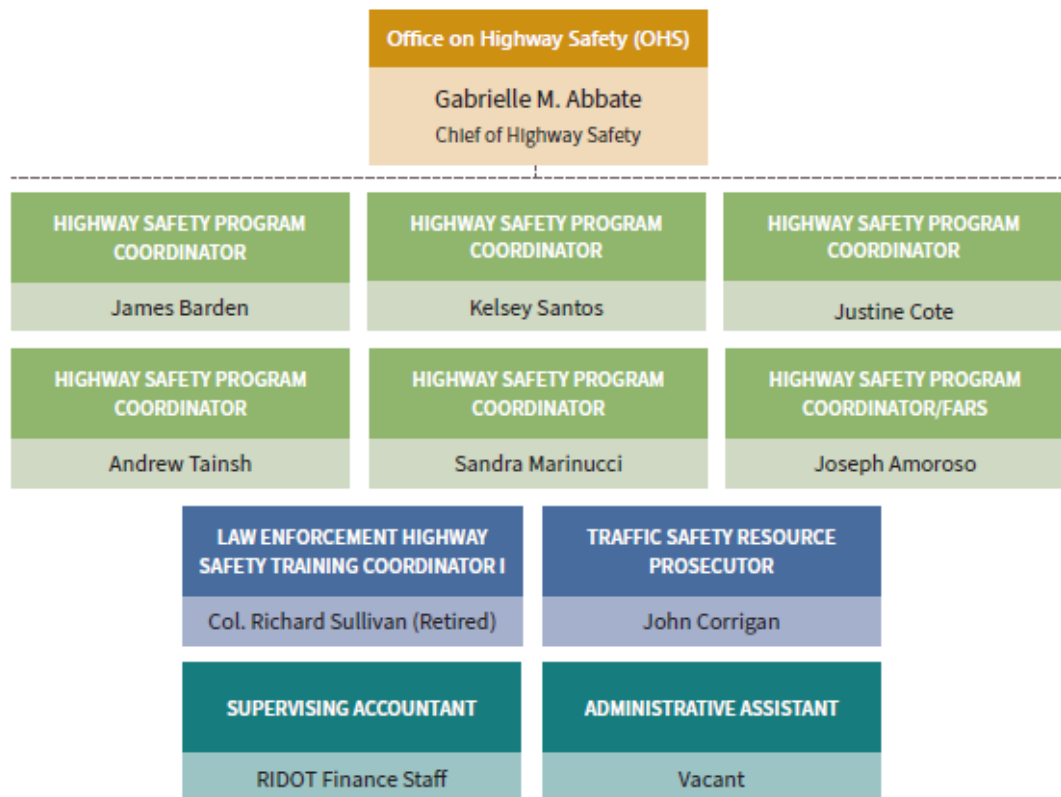 Office on Highway Safety (OHS)
Gabrielle M. Abbate
Chief of Highway Safety
HIGHWAY SAFETY PROGRAM
COORDINATOR
James Barden
HIGHWAY SAFETY PROGRAM
COORDINATOR
Kelsey Santos
HIGHWAY SAFETY PROGRAM
COORDINATOR
Justine Cote
HIGHWAY SAFETY PROGRAM
COORDINATOR
Andrew Tainsh
HIGHWAY SAFETY PROGRAM
COORDINATOR
Sandra Marinucci
HIGHWAY SAFETY PROGRAM
COORDINATOR/FARS
Joseph Amoroso
LAW ENFORCEMENT HIGHWAY
SAFETY TRAINING COORDINATOR I
Col. Richard Sullivan (Retired)
TRAFFIC SAFETY RESOURCE
PROSECUTOR
John Corrigan
SUPERVISING ACCOUNTANT
RIDOT Finance Staff
ADMINISTRATIVE ASSISTANT
Vacant